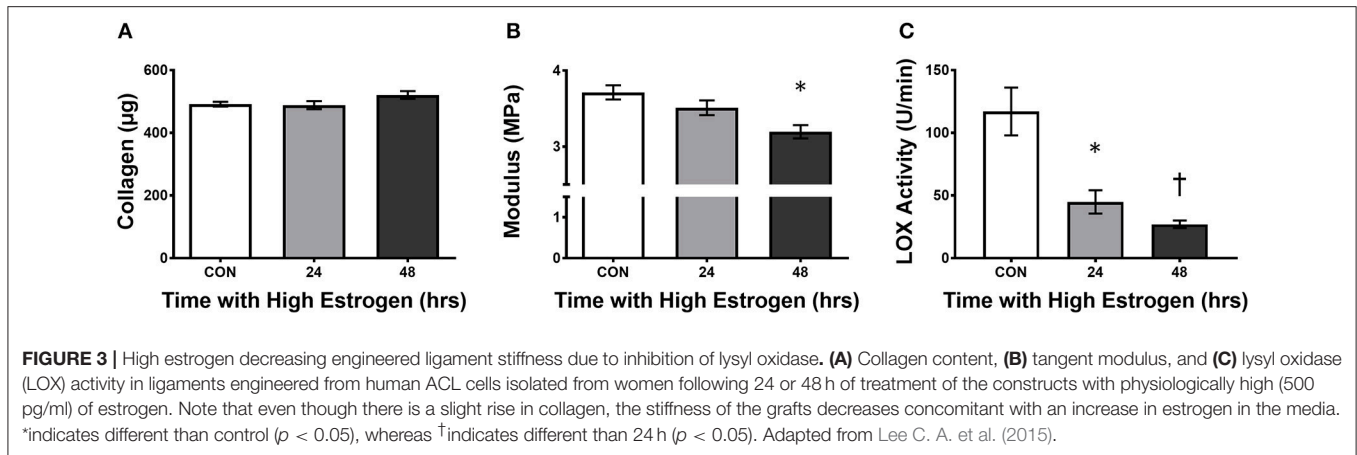 A
Collagen (µg)
600
400
200
0
CON 24 48
Time with High Estrogen (hrs)
B
Modulus (MPa)
4
3
1
0
*
CON 24 48
Time with High Estrogen (hrs)
C
LOX Activity (U/min)
150
100
50
0
*
†
CON 24 48
Time with High Estrogen (hrs)
FIGURE 3 | High estrogen decreasing engineered ligament stiffness due to inhibition of lysyl oxidase. (A) Collagen content, (B) tangent modulus, and (C) lysyl oxidase
(LOX) activity in ligaments engineered from human ACL cells isolated from women following 24 or 48 h of treatment of the constructs with physiologically high (500
pg/ml) of estrogen. Note that even though there is a slight rise in collagen, the stiffness of the grafts decreases concomitant with an increase in estrogen in the media.
*indicates different than control (p < 0.05), whereas †indicates different than 24 h (p < 0.05). Adapted from Lee C. A. et al. (2015).